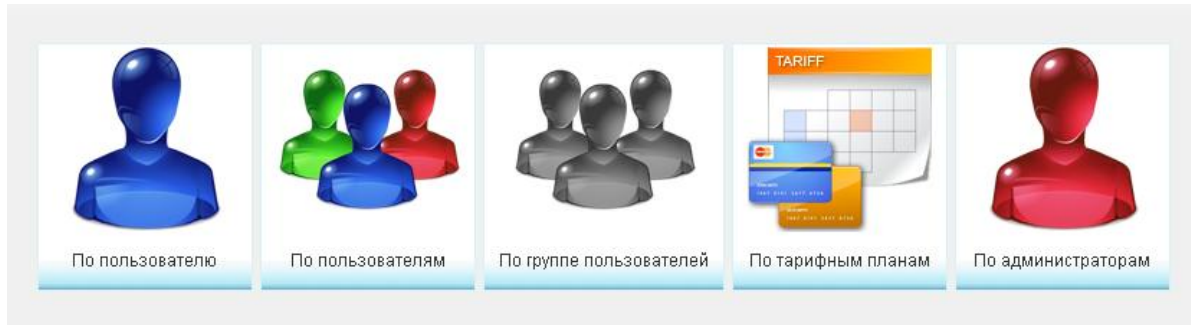 TARIFF
По пользователю
По пользователям
По группе пользователей
По тарифным планам
По администраторам